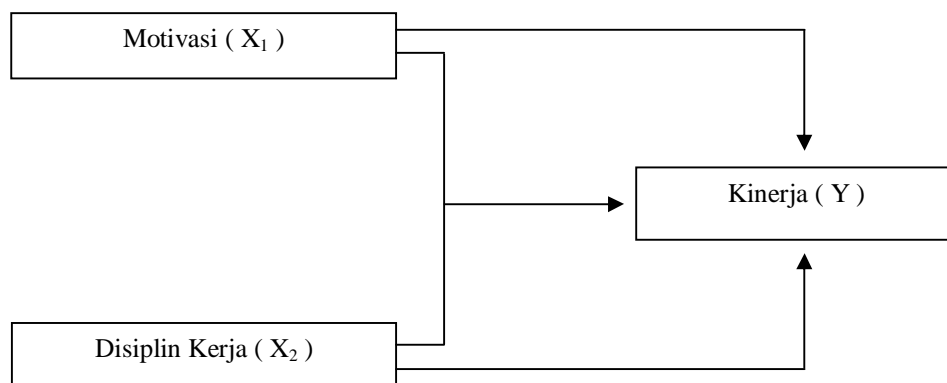 Motivasi ( X₁ )
Kinerja ( Y )
Disiplin Kerja ( X₂ )